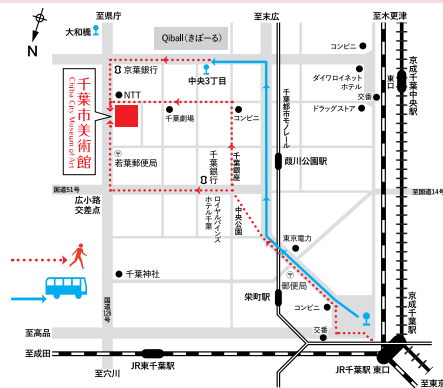 至県庁
至末広
至木更津
大和橋
Qiball(きぼーる)
コンビニ
N
京葉銀行
中央3丁目
ダイワロイネット
ホテル
東口
京成千葉中央駅
NTT
交番
千葉市美術館
Chiba City Museum of Art
千葉劇場
コンビニ
千葉都市モノレール
ドラッグストア
若葉郵便局
千葉銀行
千葉銀座
葭川公園駅
国道51号
至国道14号
広小路
交差点
ロイヤルパインズ
ホテル千葉
中央公園
東京電力
千葉神社
郵便局
栄町駅
京成千葉駅
国道126号
コンビニ
交番
至高品
至成田
JR東千葉駅
JR千葉駅 東口
至穴川
至東京